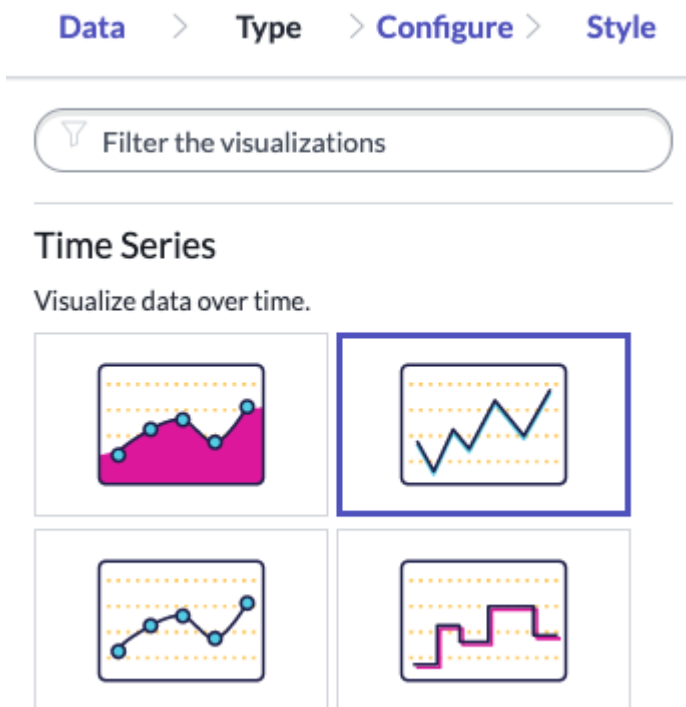 Data > Type > Configure > Style
Filter the visualizations
Time Series
Visualize data over time.